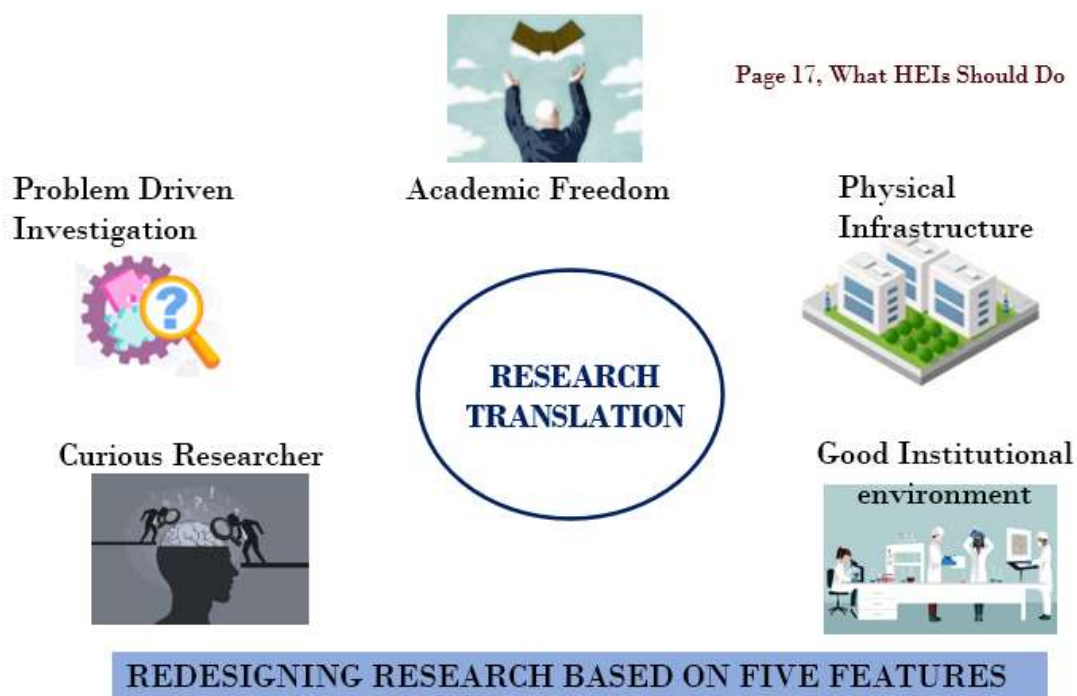 Page 17, What HEIs Should Do
Problem Driven
Investigation
Academic Freedom
Physical
Infrastructure
RESEARCH
TRANSLATION
Curious Researcher
Good Institutional
environment
REDESIGNING RESEARCH BASED ON FIVE FEATURES